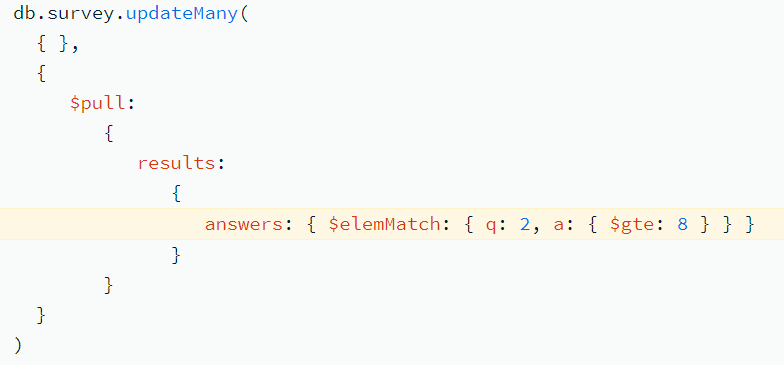 db.survey.updateMany(
  { },
  {
     $pull:
        {
           results:
              {
                 answers: { $elemMatch: { q: 2, a: { $gte: 8 } } }
              }
        }
  }
)